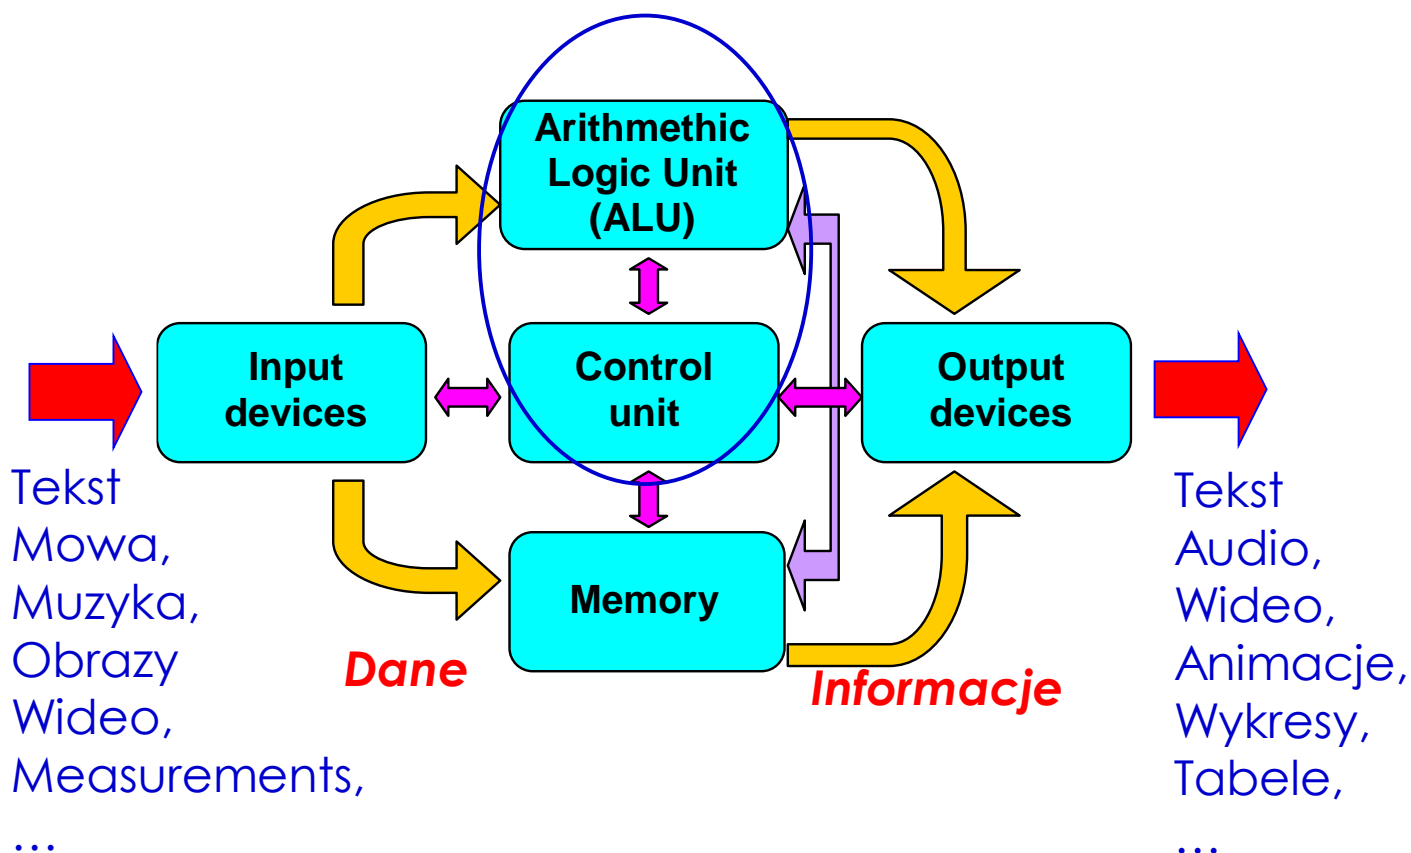 Arithmethic
Logic Unit
(ALU)
Input
devices
Control
unit
Output
devices
Memory
Dane
Informacje
Tekst
Mowa,
Muzyka,
Obrazy
Wideo,
Measurements,
…
Tekst
Audio,
Wideo,
Animacje,
Wykresy,
Tabele,
…